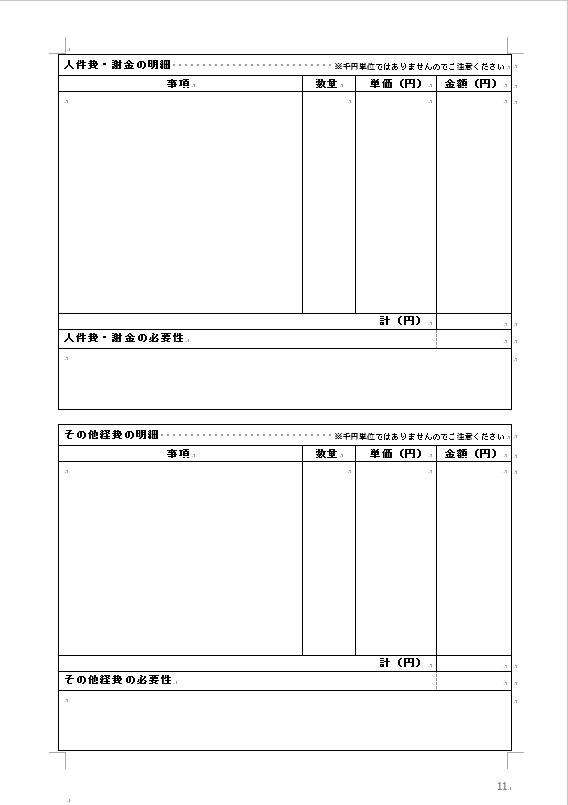 人件費・謝金の明細･････････････････････････※千円単位ではありませんのでご注意ください
事項 数量 単価（円） 金額（円）
計（円）
人件費・謝金の必要性
その他経費の明細･･････････････････････････※千円単位ではありませんのでご注意ください
事項 数量 単価（円） 金額（円）
計（円）
その他経費の必要性
11